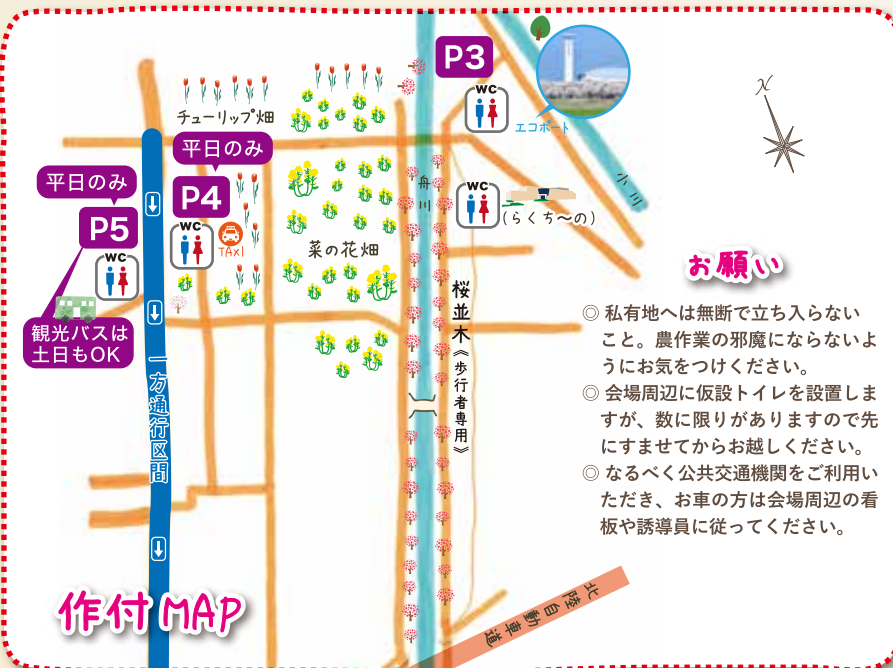 P3
WC
エコポート
チューリップ畑
平日のみ
平日のみ
P4
P5
WC
TAXI
WC
観光バスは
土日もOK
菜の花畑
舟川
小川
WC
(らくち〜の)
N
桜並木《歩行者専用》
一方通行区間
北陸自動車道
作付MAP
お願い
◎ 私有地へは無断で立ち入らない
こと。農作業の邪魔にならないよ
うにお気をつけください。
◎ 会場周辺に仮設トイレを設置しま
すが、数に限りがありますので先
にすませてからお越しください。
◎ なるべく公共交通機関をご利用い
ただき、お車の方は会場周辺の看
板や誘導員に従ってください。